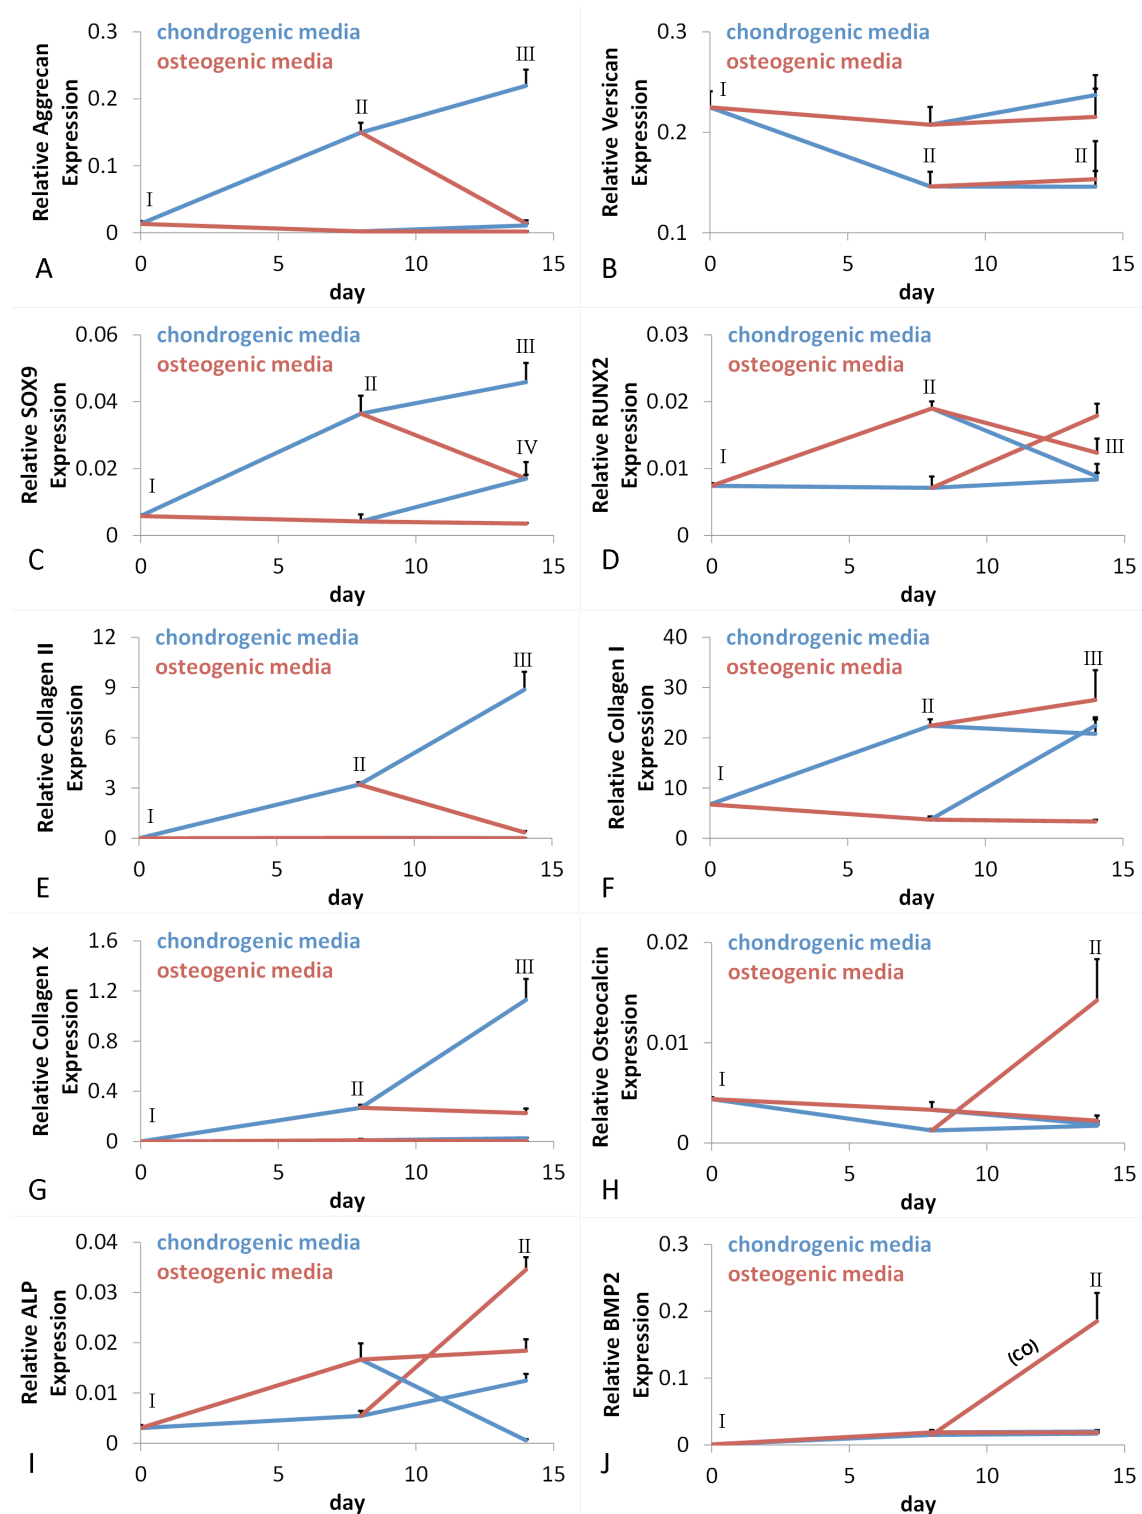 0.3
0.2
0.1
0
Relative Aggrecan
Expression
chondrogenic media
osteogenic media
I
II
III
0
5
10
15
day
A
0.3
0.2
0.1
Relative Versican
Expression
chondrogenic media
osteogenic media
I
II
II
0
5
10
15
day
B
0.06
0.04
0.02
0
Relative SOX9
Expression
chondrogenic media
osteogenic media
I
II
III
IV
0
5
10
15
day
C
0.03
0.02
0.01
0
Relative RUNX2
Expression
chondrogenic media
osteogenic media
I
II
III
0
5
10
15
day
D
12
9
6
3
0
Relative Collagen II
Expression
chondrogenic media
osteogenic media
I
II
III
0
5
10
15
day
E
40
30
20
10
0
Relative Collagen I
Expression
chondrogenic media
osteogenic media
I
II
III
0
5
10
15
day
F
1.6
1.2
0.8
0.4
0
Relative Collagen X
Expression
chondrogenic media
osteogenic media
I
II
III
0
5
10
15
day
G
0.02
0.01
0
Relative Osteocalcin
Expression
chondrogenic media
osteogenic media
I
II
0
5
10
15
day
H
0.04
0.03
0.02
0.01
0
Relative ALP
Expression
chondrogenic media
osteogenic media
I
II
0
5
10
15
day
I
0.3
0.2
0.1
0
Relative BMP2
Expression
chondrogenic media
osteogenic media
I
(CO)
II
0
5
10
15
day
J